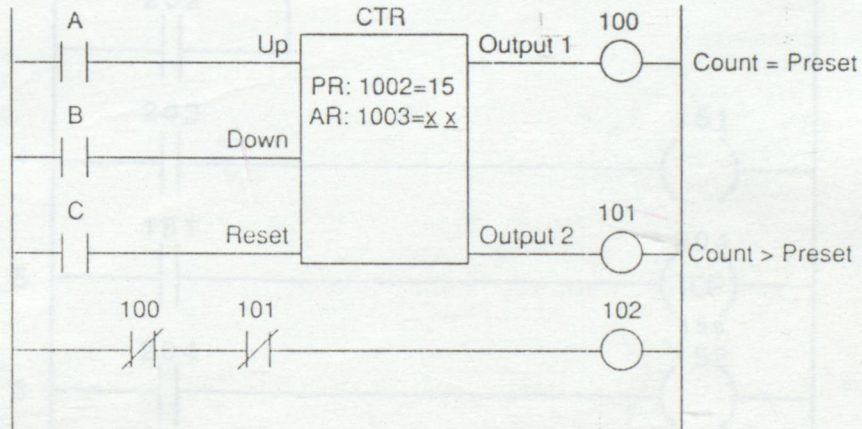 CTR
A
Up
Output 1
100
Count = Preset
PR: 1002=15
AR: 1003=x x
B
Down
C
Reset
Output 2
101
Count > Preset
100
101
102